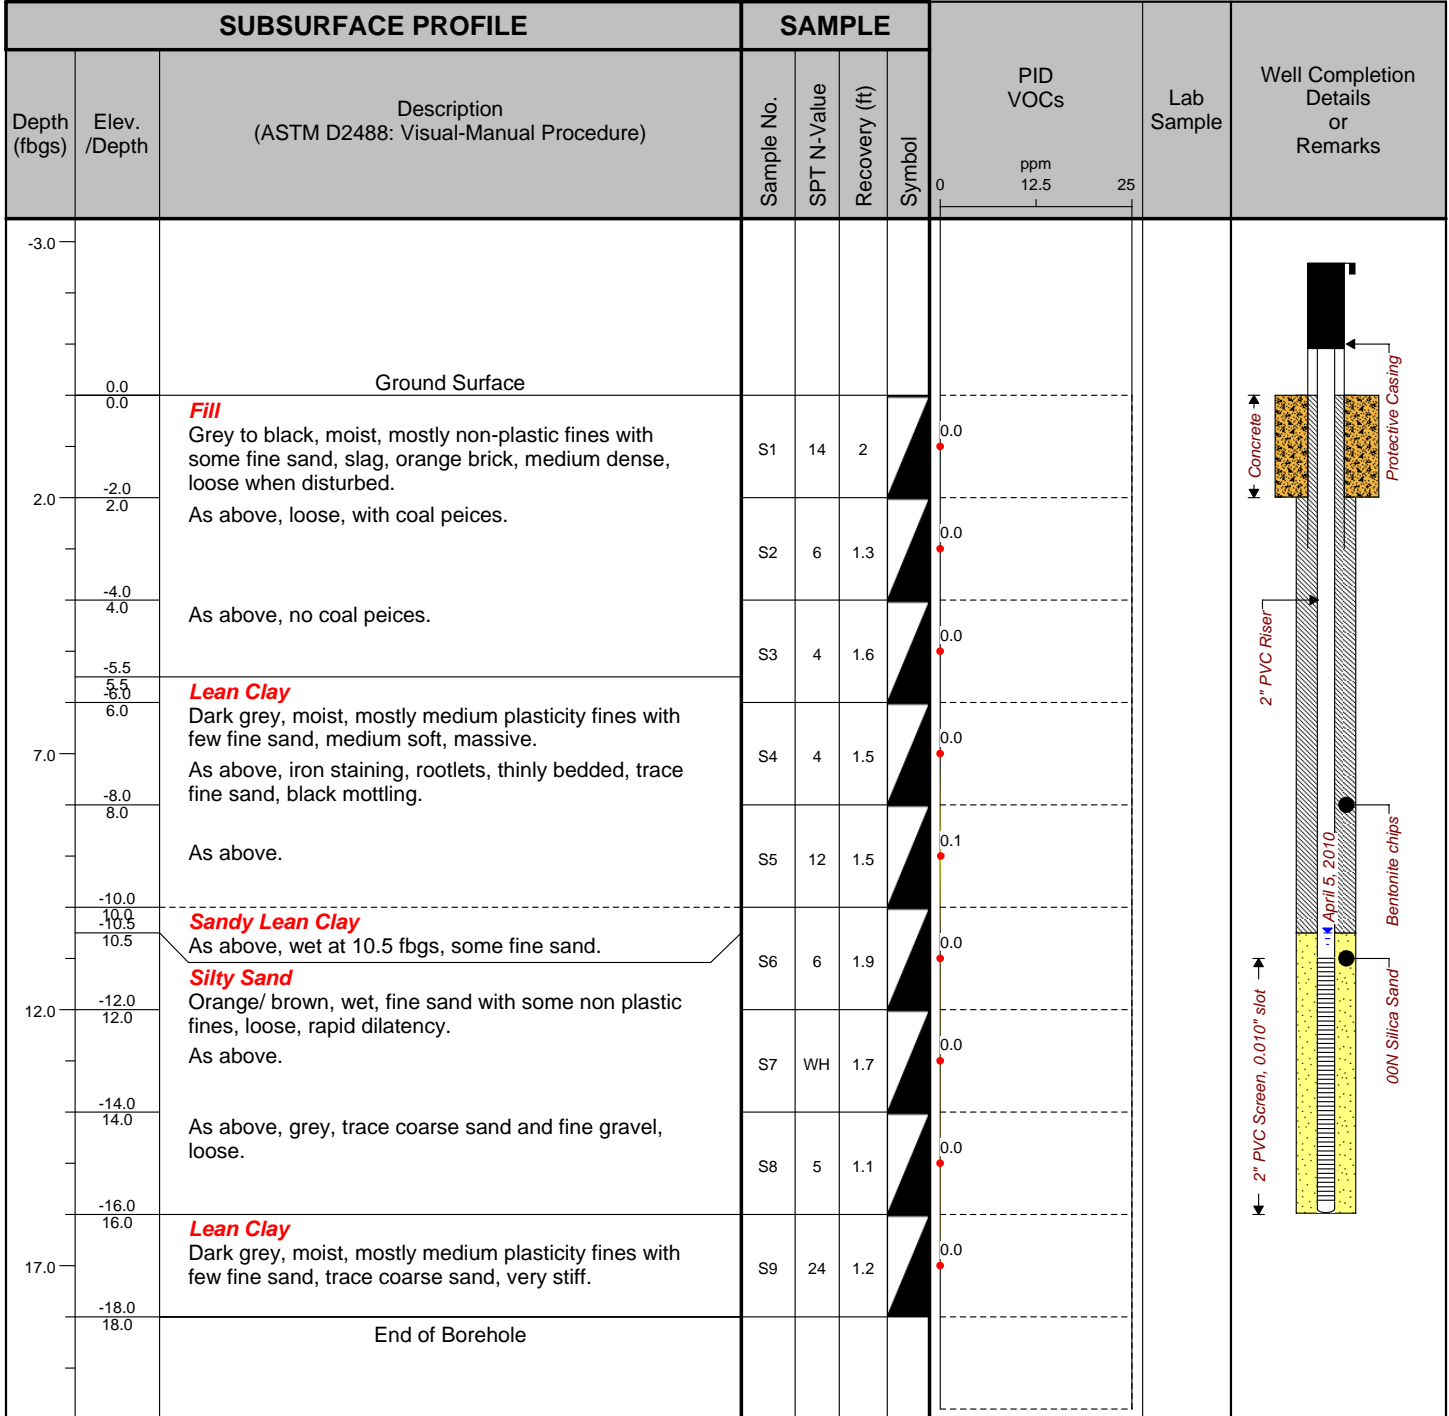 SUBSURFACE PROFILE
SAMPLE
Depth
(fbgs)
Elev.
/Depth
Description
(ASTM D2488: Visual-Manual Procedure)
Sample No.
SPT N-Value
Recovery (ft)
Symbol
PID
VOCs
ppm
0 12.5 25
Lab
Sample
Well Completion
Details
or
Remarks
-3.0
Ground Surface
0.0
0.0
Fill
Grey to black, moist, mostly non-plastic fines with
some fine sand, slag, orange brick, medium dense,
loose when disturbed.
S1 14 2 0.0
2.0
-2.0
2.0
As above, loose, with coal peices.
S2 6 1.3 0.0
-4.0
4.0
As above, no coal peices.
S3 4 1.6 0.0
-5.5
5.5
Lean Clay
-6.0
6.0
Dark grey, moist, mostly medium plasticity fines with
few fine sand, medium soft, massive.
7.0
S4 4 1.5 0.0
As above, iron staining, rootlets, thinly bedded, trace
fine sand, black mottling.
-8.0
8.0
As above.
S5 12 1.5 0.1
-10.0
10.0
Sandy Lean Clay
-10.5
10.5
As above, wet at 10.5 fbgs, some fine sand.
S6 6 1.9 0.0
Silty Sand
Orange/ brown, wet, fine sand with some non plastic
fines, loose, rapid dilatency.
12.0
-12.0
12.0
As above.
S7 WH 1.7 0.0
-14.0
14.0
As above, grey, trace coarse sand and fine gravel,
loose.
S8 5 1.1 0.0
-16.0
16.0
Lean Clay
Dark grey, moist, mostly medium plasticity fines with
few fine sand, trace coarse sand, very stiff.
17.0
S9 24 1.2 0.0
-18.0
18.0
End of Borehole
Concrete
Protective Casing
2" PVC Riser
April 5, 2010
Bentonite chips
2" PVC Screen, 0.010" slot
00N Silica Sand